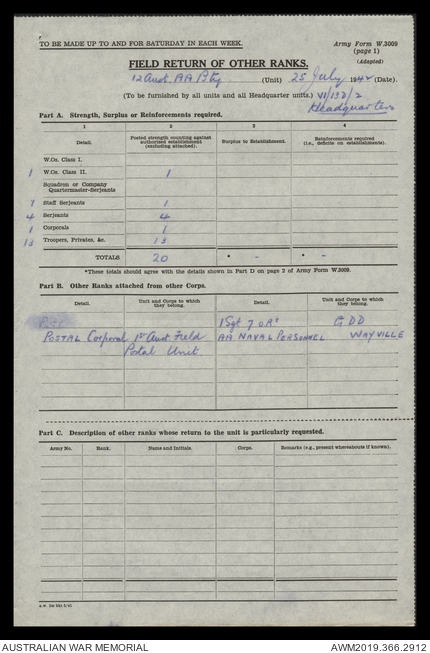 TO BE MADE UP TO AND FOR SATURDAY IN EACH WEEK.
Army Form W.3009
(page 1)
(Adapted)
FIELD RETURN OF OTHER RANKS.
12 Aust. AA Bty (Unit) 25 July 1942 (Date).
(To be furnished by all units and all Headquarter units.) VI/192/2
Headquarters
Part A. Strength, Surplus or Reinforcements required.
1 2 3 4
Detail. Posted strength counting against authorized establishment (excluding attached). Surplus to Establishment. Reinforcements required (i.e., deficits on establishments).
W.Os. Class I.
1 W.Os. Class II. 1
Squadron or Company Quartermaster-Serjeants
1 Staff Serjeants 1
4 Serjeants 4
1 Corporals 1
13 Troopers, Privates, &c. 13
TOTALS 20 * - * -
*These totals should agree with the details shown in Part D on page 2 of Army Form W.3009.
Part B. Other Ranks attached from other Corps.
Detail. Unit and Corps to which they belong. Detail. Unit and Corps to which they belong.
1 Sgt 7 ORs GDD
POSTAL Corporal 1st Aust Field AA NAVAL PERSONNEL WAYVILLE
Postal Unit
Part C. Description of other ranks whose return to the unit is particularly requested.
Army No. Rank. Name and Initials. Corps. Remarks (e.g., present whereabouts if known).
AUSTRALIAN WAR MEMORIAL AWM2019.366.2912